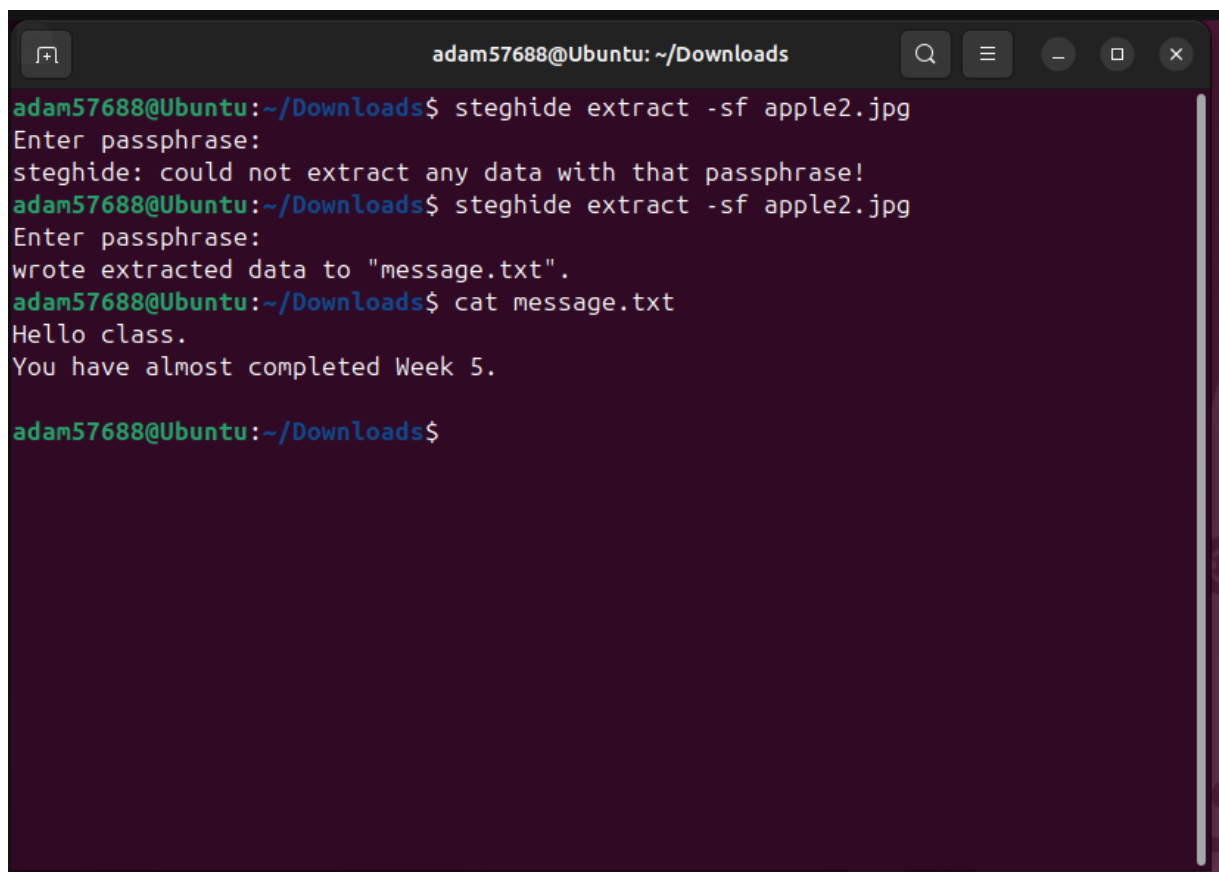 adam57688@Ubuntu: ~/Downloads
adam57688@Ubuntu:~/Downloads$ steghide extract -sf apple2.jpg
Enter passphrase:
steghide: could not extract any data with that passphrase!
adam57688@Ubuntu:~/Downloads$ steghide extract -sf apple2.jpg
Enter passphrase:
wrote extracted data to "message.txt".
adam57688@Ubuntu:~/Downloads$ cat message.txt
Hello class.
You have almost completed Week 5.
adam57688@Ubuntu:~/Downloads$